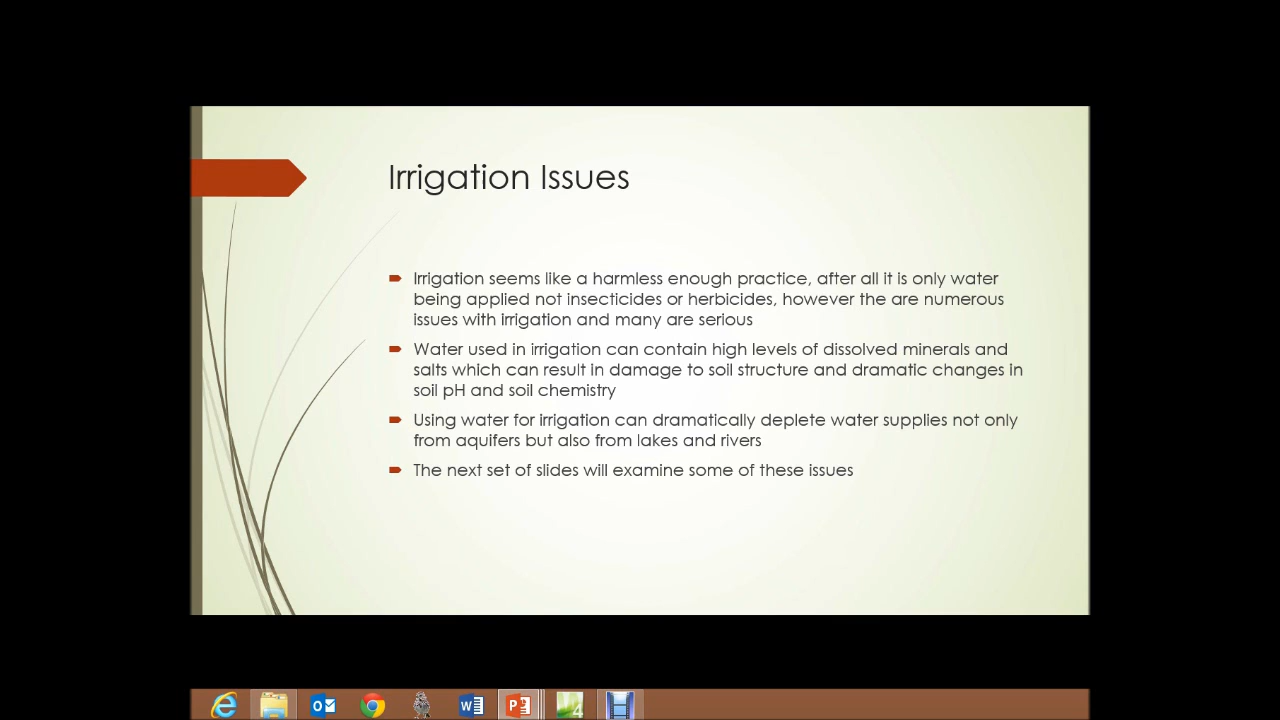 Irrigation Issues
Irrigation seems like a harmless enough practice, after all it is only water
being applied not insecticides or herbicides, however the are numerous
issues with irrigation and many are serious
Water used in irrigation can contain high levels of dissolved minerals and
salts which can result in damage to soil structure and dramatic changes in
soil pH and soil chemistry
Using water for irrigation can dramatically deplete water supplies not only
from aquifers but also from lakes and rivers
The next set of slides will examine some of these issues